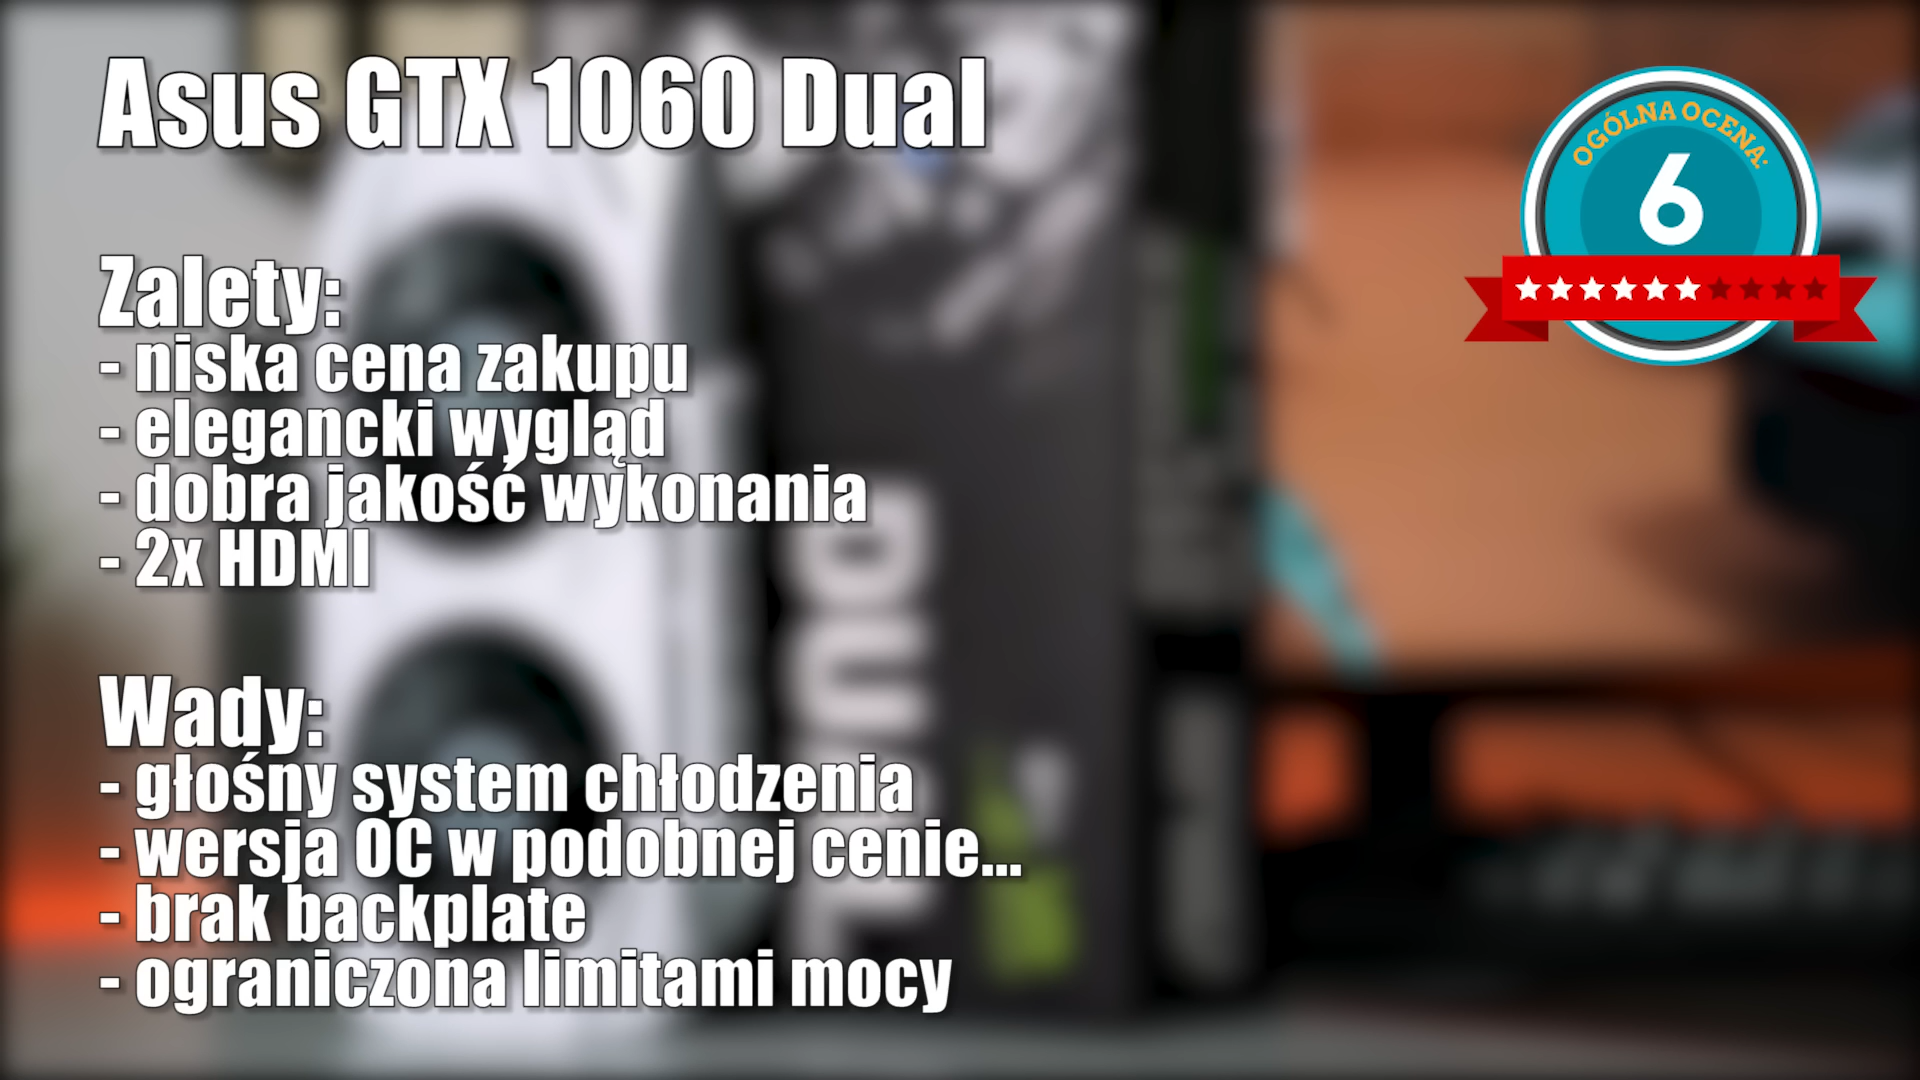 Asus GTX 1060 Dual
OGÓLNA OCENA:
6
Zalety:
- niska cena zakupu
- elegancki wygląd
- dobra jakość wykonania
- 2x HDMI
Wady:
- głośny system chłodzenia
- wersja OC w podobnej cenie...
- brak backplate
- ograniczona limitami mocy
DUAL